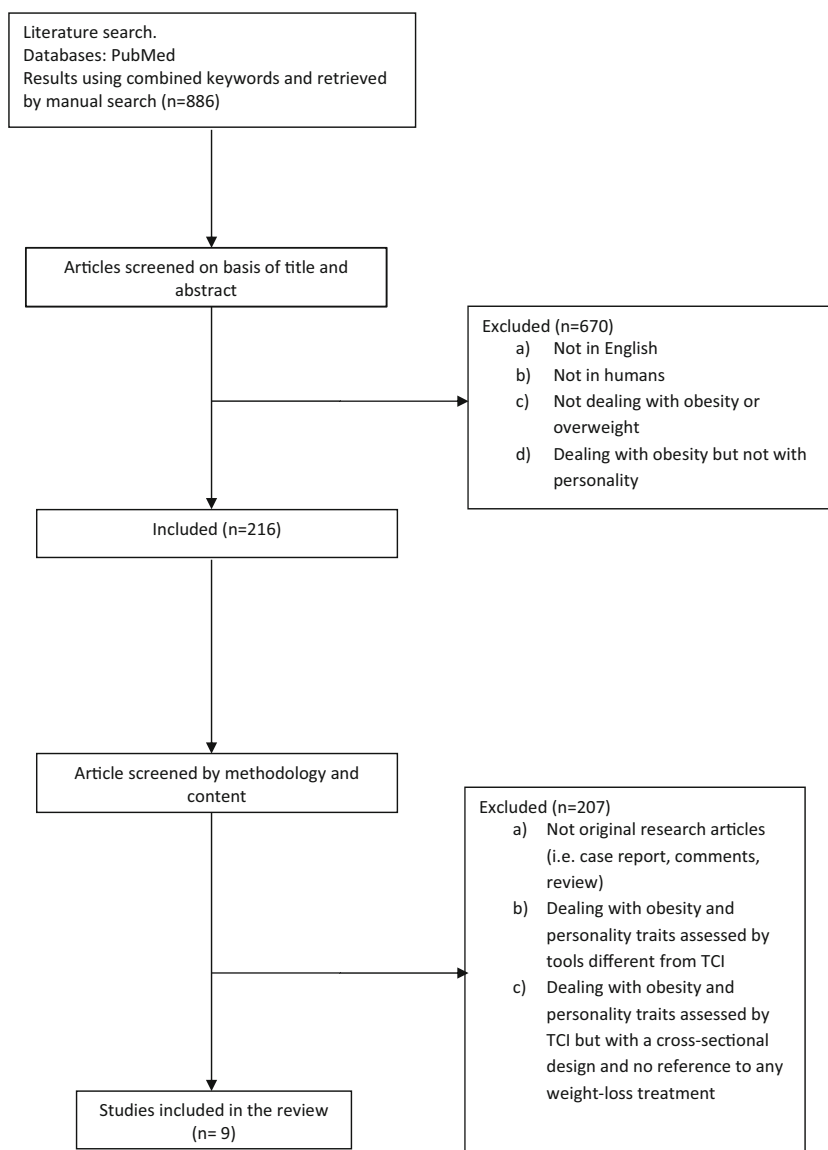 Literature search.
Databases: PubMed
Results using combined keywords and retrieved
by manual search (n=886)
Articles screened on basis of title and
abstract
Excluded (n=670)
a) Not in English
b) Not in humans
c) Not dealing with obesity or
overweight
d) Dealing with obesity but not with
personality
Included (n=216)
Article screened by methodology and
content
Excluded (n=207)
a) Not original research articles
(i.e. case report, comments,
review)
b) Dealing with obesity and
personality traits assessed by
tools different from TCI
c) Dealing with obesity and
personality traits assessed by
TCI but with a cross-sectional
design and no reference to any
weight-loss treatment
Studies included in the review
(n= 9)